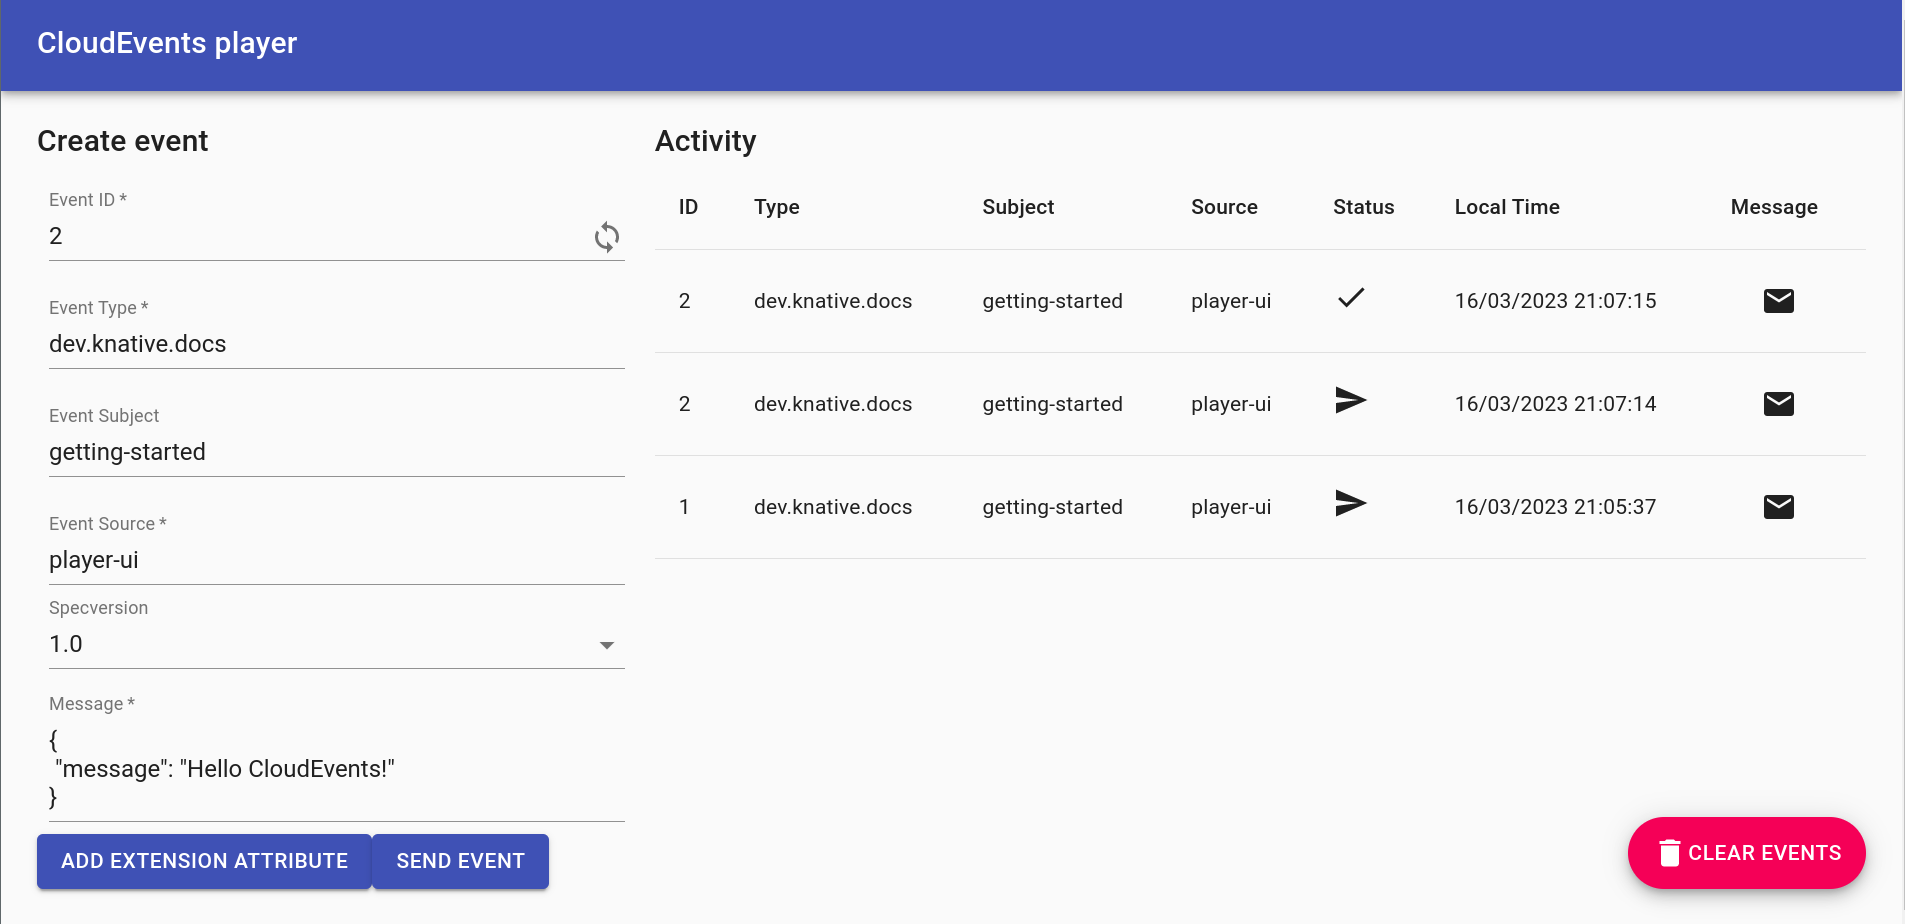 CloudEvents player
Create event
Event ID *
2
Event Type *
dev.knative.docs
Event Subject
getting-started
Event Source *
player-ui
Specversion
1.0
Message *
{
"message": "Hello CloudEvents!"
}
ADD EXTENSION ATTRIBUTE SEND EVENT
Activity
ID Type Subject Source Status Local Time Message
2 dev.knative.docs getting-started player-ui 16/03/2023 21:07:15
2 dev.knative.docs getting-started player-ui 16/03/2023 21:07:14
1 dev.knative.docs getting-started player-ui 16/03/2023 21:05:37
CLEAR EVENTS